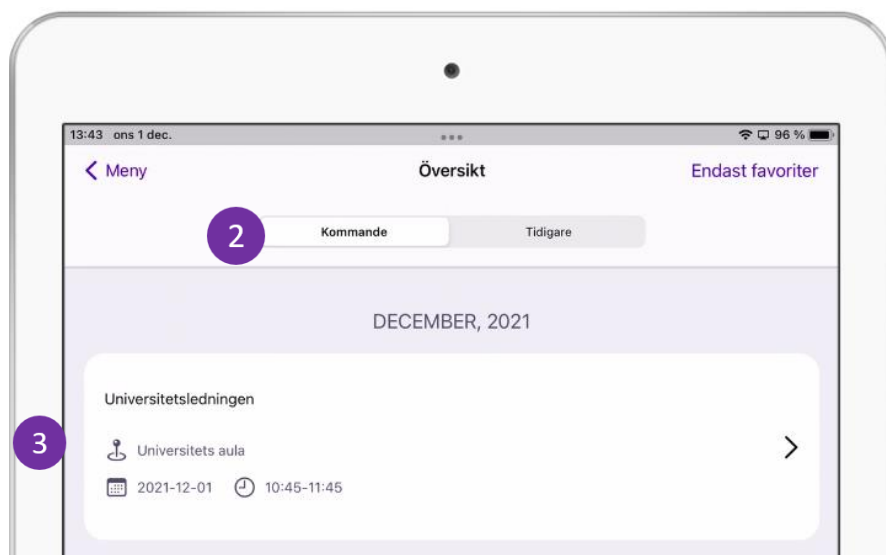 13:43 ons 1 dec.
96 %
Meny
Översikt
Endast favoriter
2
Kommande
Tidigare
DECEMBER, 2021
Universitetsledningen
3
Universitets aula
2021-12-01 10:45-11:45